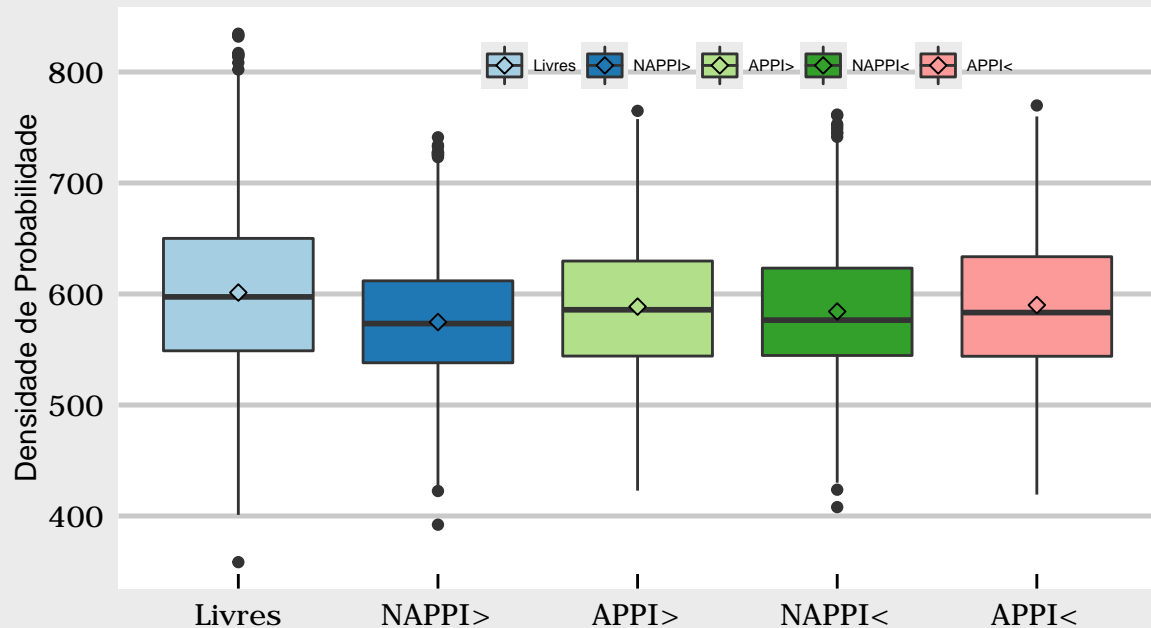 Densidade de Probabilidade
800
700
600
500
400
Livres NAPPI> APPI> NAPPI< APPI<
Livres NAPPI> APPI> NAPPI< APPI<